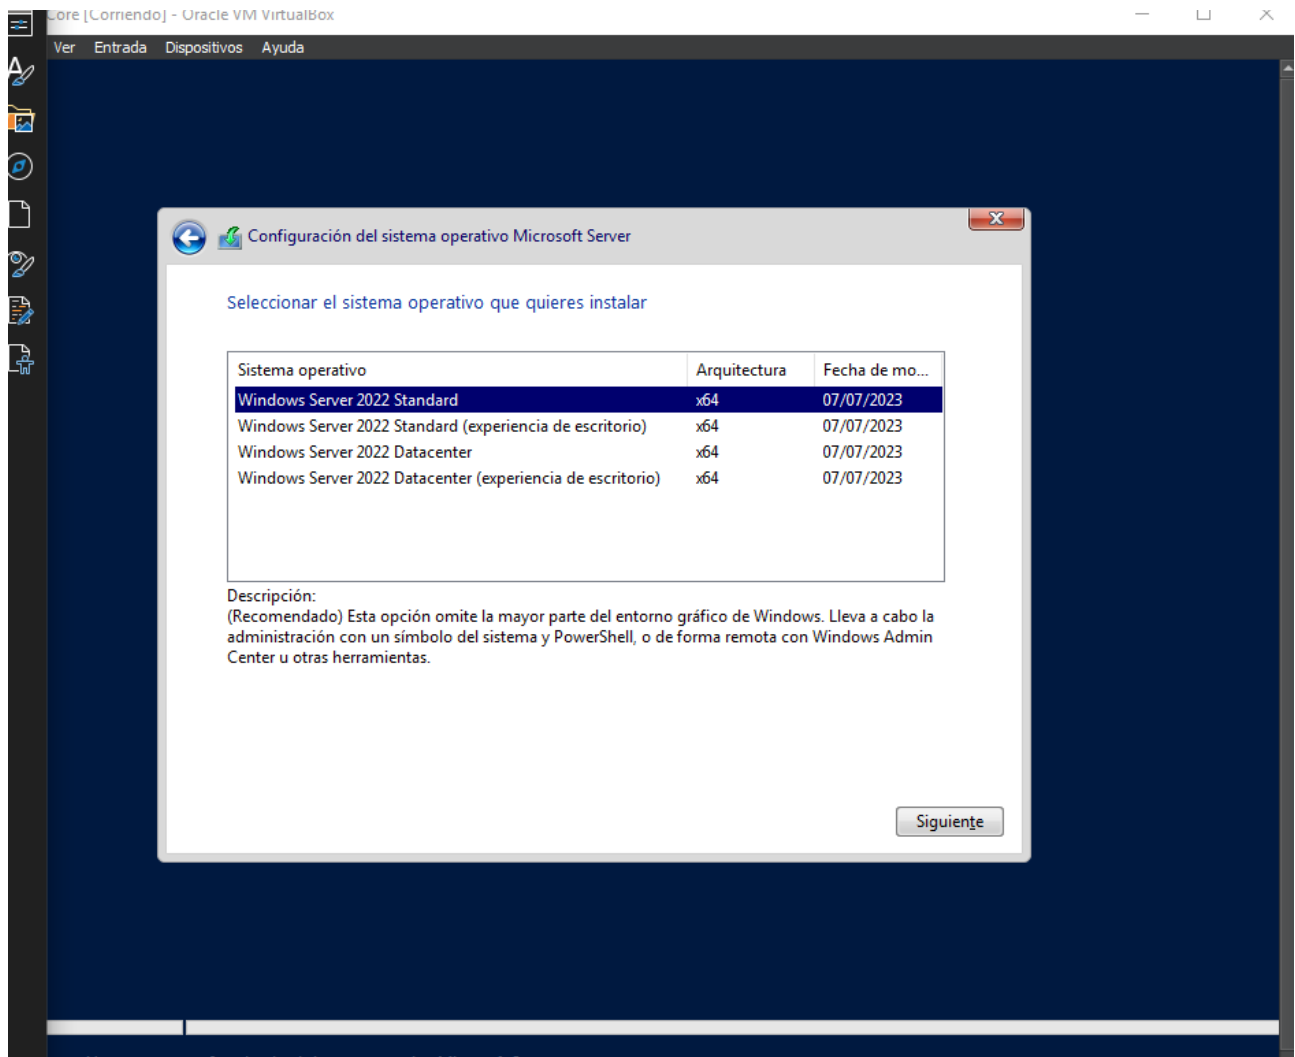 Core [Corriendo] - Oracle VM VirtualBox
Ver Entrada Dispositivos Ayuda
Configuración del sistema operativo Microsoft Server
Seleccionar el sistema operativo que quieres instalar
Sistema operativo Arquitectura Fecha de mo...
Windows Server 2022 Standard x64 07/07/2023
Windows Server 2022 Standard (experiencia de escritorio) x64 07/07/2023
Windows Server 2022 Datacenter x64 07/07/2023
Windows Server 2022 Datacenter (experiencia de escritorio) x64 07/07/2023
Descripción:
(Recomendado) Esta opción omite la mayor parte del entorno gráfico de Windows. Lleva a cabo la
administración con un símbolo del sistema y PowerShell, o de forma remota con Windows Admin
Center u otras herramientas.
Siguiente